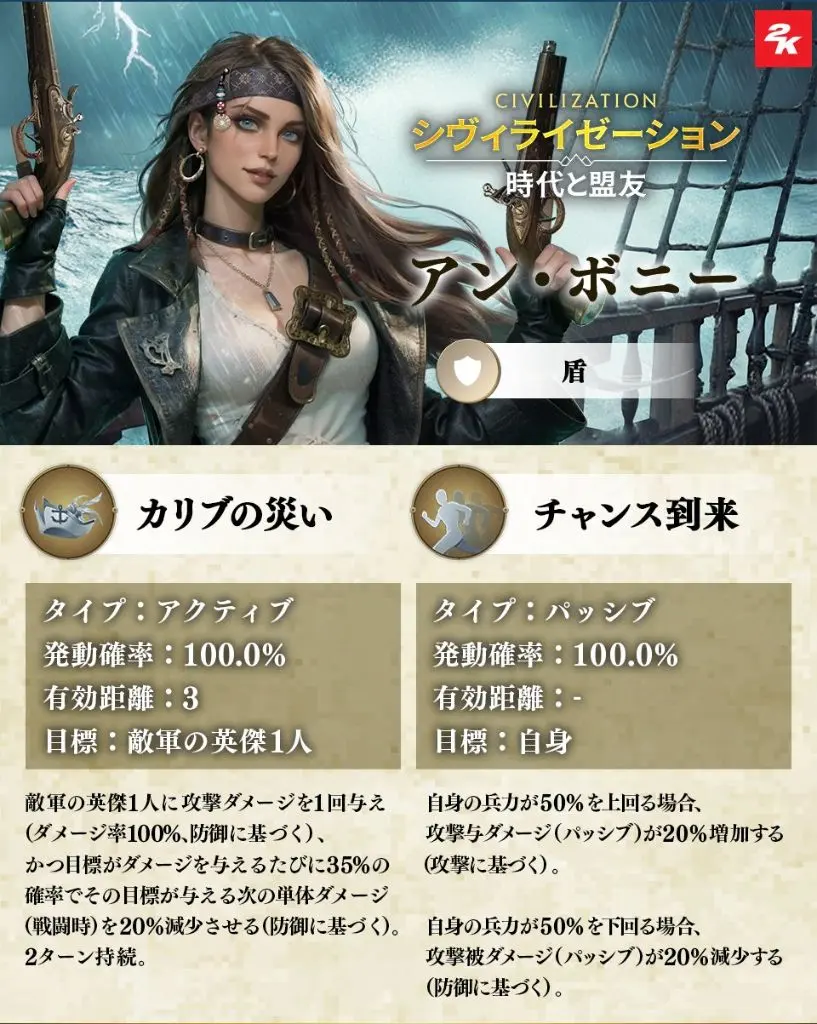 2K
CIVILIZATION
シヴィライゼーション
時代と盟友
アン・ボニー
盾
カリブの災い
タイプ：アクティブ
発動確率：100.0%
有効距離：3
目標：敵軍の英傑1人
敵軍の英傑1人に攻撃ダメージを1回与え
(ダメージ率100%、防御に基づく)、
かつ目標がダメージを与えるたびに35%の
確率でその目標が与える次の単体ダメージ
(戦闘時)を20%減少させる(防御に基づく)。
2ターン持続。
チャンス到来
タイプ：パッシブ
発動確率：100.0%
有効距離：-
目標：自身
自身の兵力が50%を上回る場合、
攻撃与ダメージ(パッシブ)が20%増加する
(攻撃に基づく)。
自身の兵力が50%を下回る場合、
攻撃被ダメージ(パッシブ)が20%減少する
(防御に基づく)。